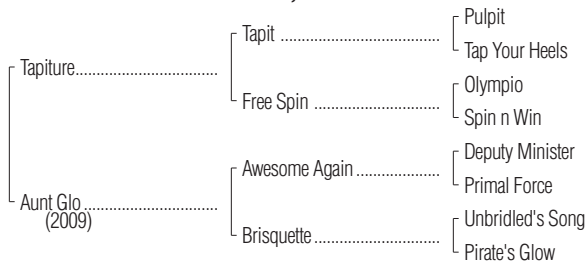 Pulpit
Tapit ..............................
Tap Your Heels
Tapiture...............................
Olympio
Free Spin ........................
Spin n Win
Deputy Minister
Awesome Again ..................
Primal Force
Aunt Glo.............................
(2009)
Unbridled's Song
Brisquette........................
Pirate's Glow